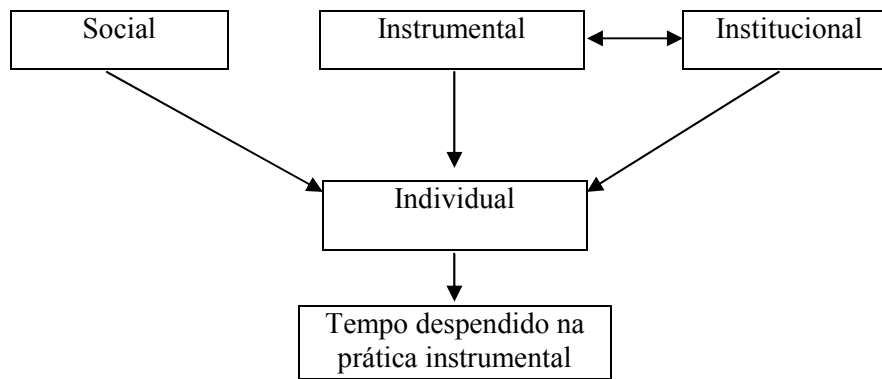 Social
Instrumental
Institucional
Individual
Tempo despendido na
prática instrumental